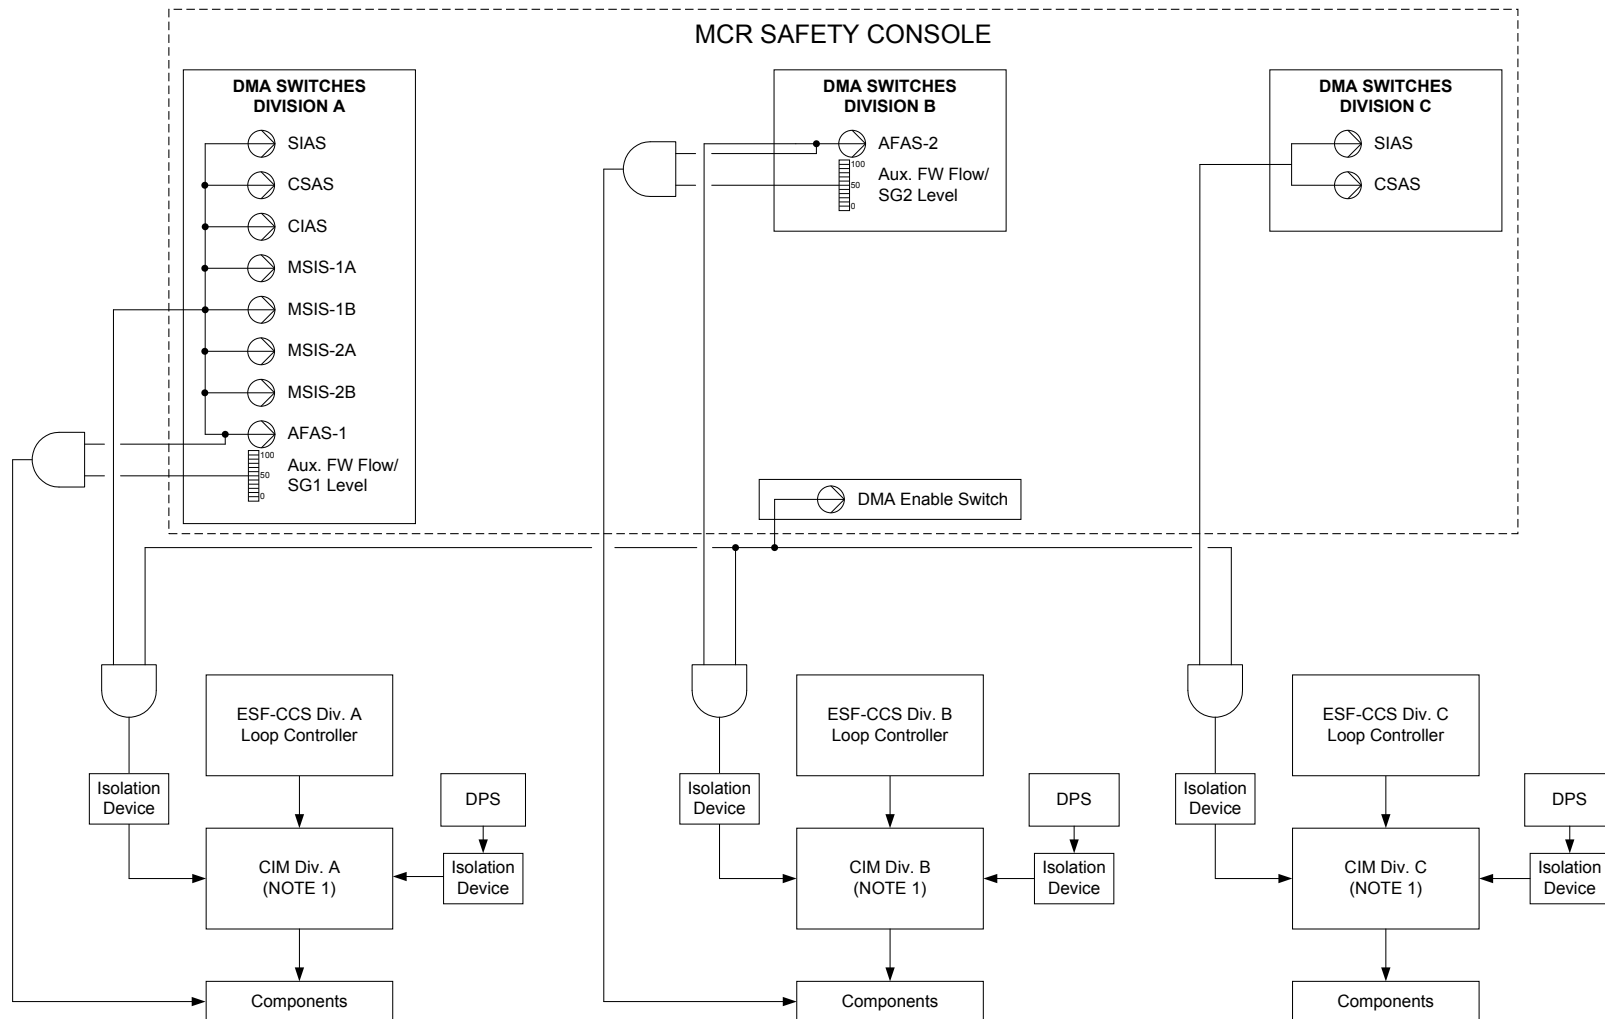 MCR SAFETY CONSOLE
DMA SWITCHES
DIVISION A
SIAS
CSAS
CIAS
MSIS-1A
MSIS-1B
MSIS-2A
MSIS-2B
AFAS-1
100
50
0
Aux. FW Flow/
SG1 Level
DMA SWITCHES
DIVISION B
AFAS-2
100
50
0
Aux. FW Flow/
SG2 Level
DMA SWITCHES
DIVISION C
SIAS
CSAS
DMA Enable Switch
ESF-CCS Div. A
Loop Controller
Isolation
Device
DPS
CIM Div. A
(NOTE 1)
Isolation
Device
Components
ESF-CCS Div. B
Loop Controller
Isolation
Device
DPS
CIM Div. B
(NOTE 1)
Isolation
Device
Components
ESF-CCS Div. C
Loop Controller
Isolation
Device
DPS
CIM Div. C
(NOTE 1)
Isolation
Device
Components